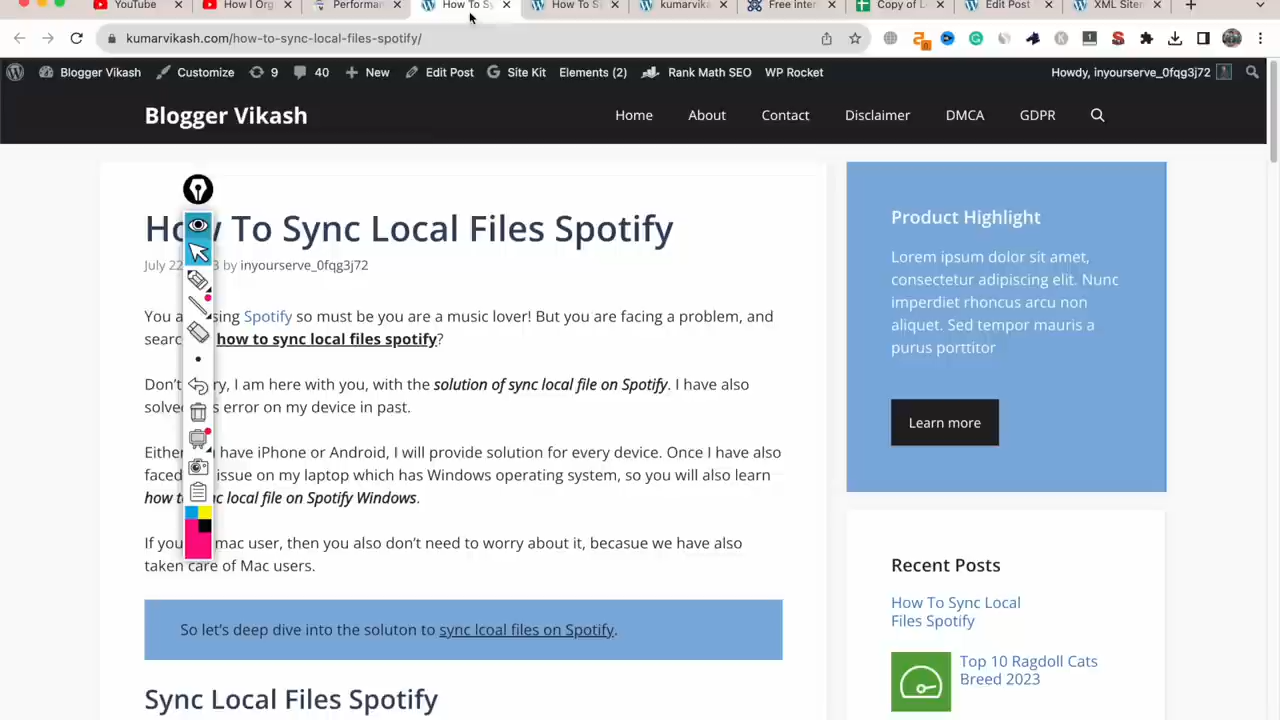 YouTube
How I Org
Performan
How To Sy
How To Sy
kumarvika
Free interr
Copy of L
Edit Post
XML Sitem
kumarvikash.com/how-to-sync-local-files-spotify/
Blogger Vikash
Customize
9
40
New
Edit Post
Site Kit
Elements (2)
Rank Math SEO
WP Rocket
Howdy, inyourserve_0fqg3j72
Blogger Vikash
Home
About
Contact
Disclaimer
DMCA
GDPR
How To Sync Local Files Spotify
July 22 3 by inyourserve_0fqg3j72
You a sing Spotify so must be you are a music lover! But you are facing a problem, and
searc how to sync local files spotify?
Don't ry, I am here with you, with the solution of sync local file on Spotify. I have also
solve s error on my device in past.
Either have iPhone or Android, I will provide solution for every device. Once I have also
faced issue on my laptop which has Windows operating system, so you will also learn
how t nc local file on Spotify Windows.
If you mac user, then you also don't need to worry about it, becasue we have also
taken care of Mac users.
So let's deep dive into the soluton to sync lcoal files on Spotify.
Sync Local Files Spotify
Product Highlight
Lorem ipsum dolor sit amet,
consectetur adipiscing elit. Nunc
imperdiet rhoncus arcu non
aliquet. Sed tempor mauris a
purus porttitor
Learn more
Recent Posts
How To Sync Local
Files Spotify
Top 10 Ragdoll Cats
Breed 2023